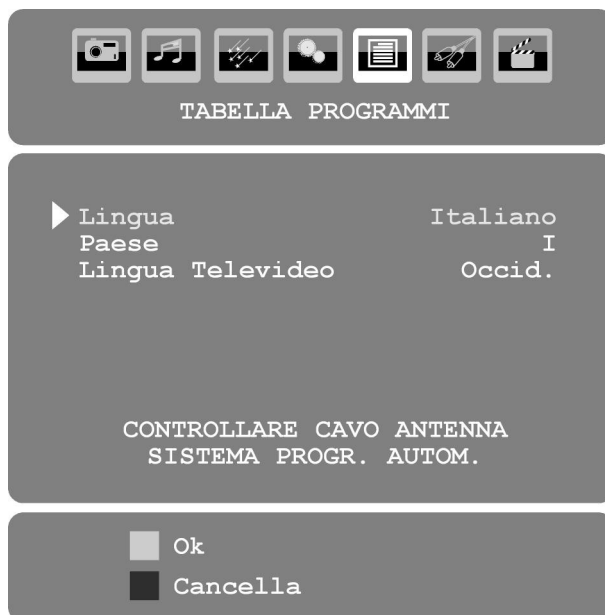 TABELLA PROGRAMMI
Lingua Italiano
Paese I
Lingua Televideo Occid.
CONTROLLARE CAVO ANTENNA
SISTEMA PROGR. AUTOM.
Ok
Cancella